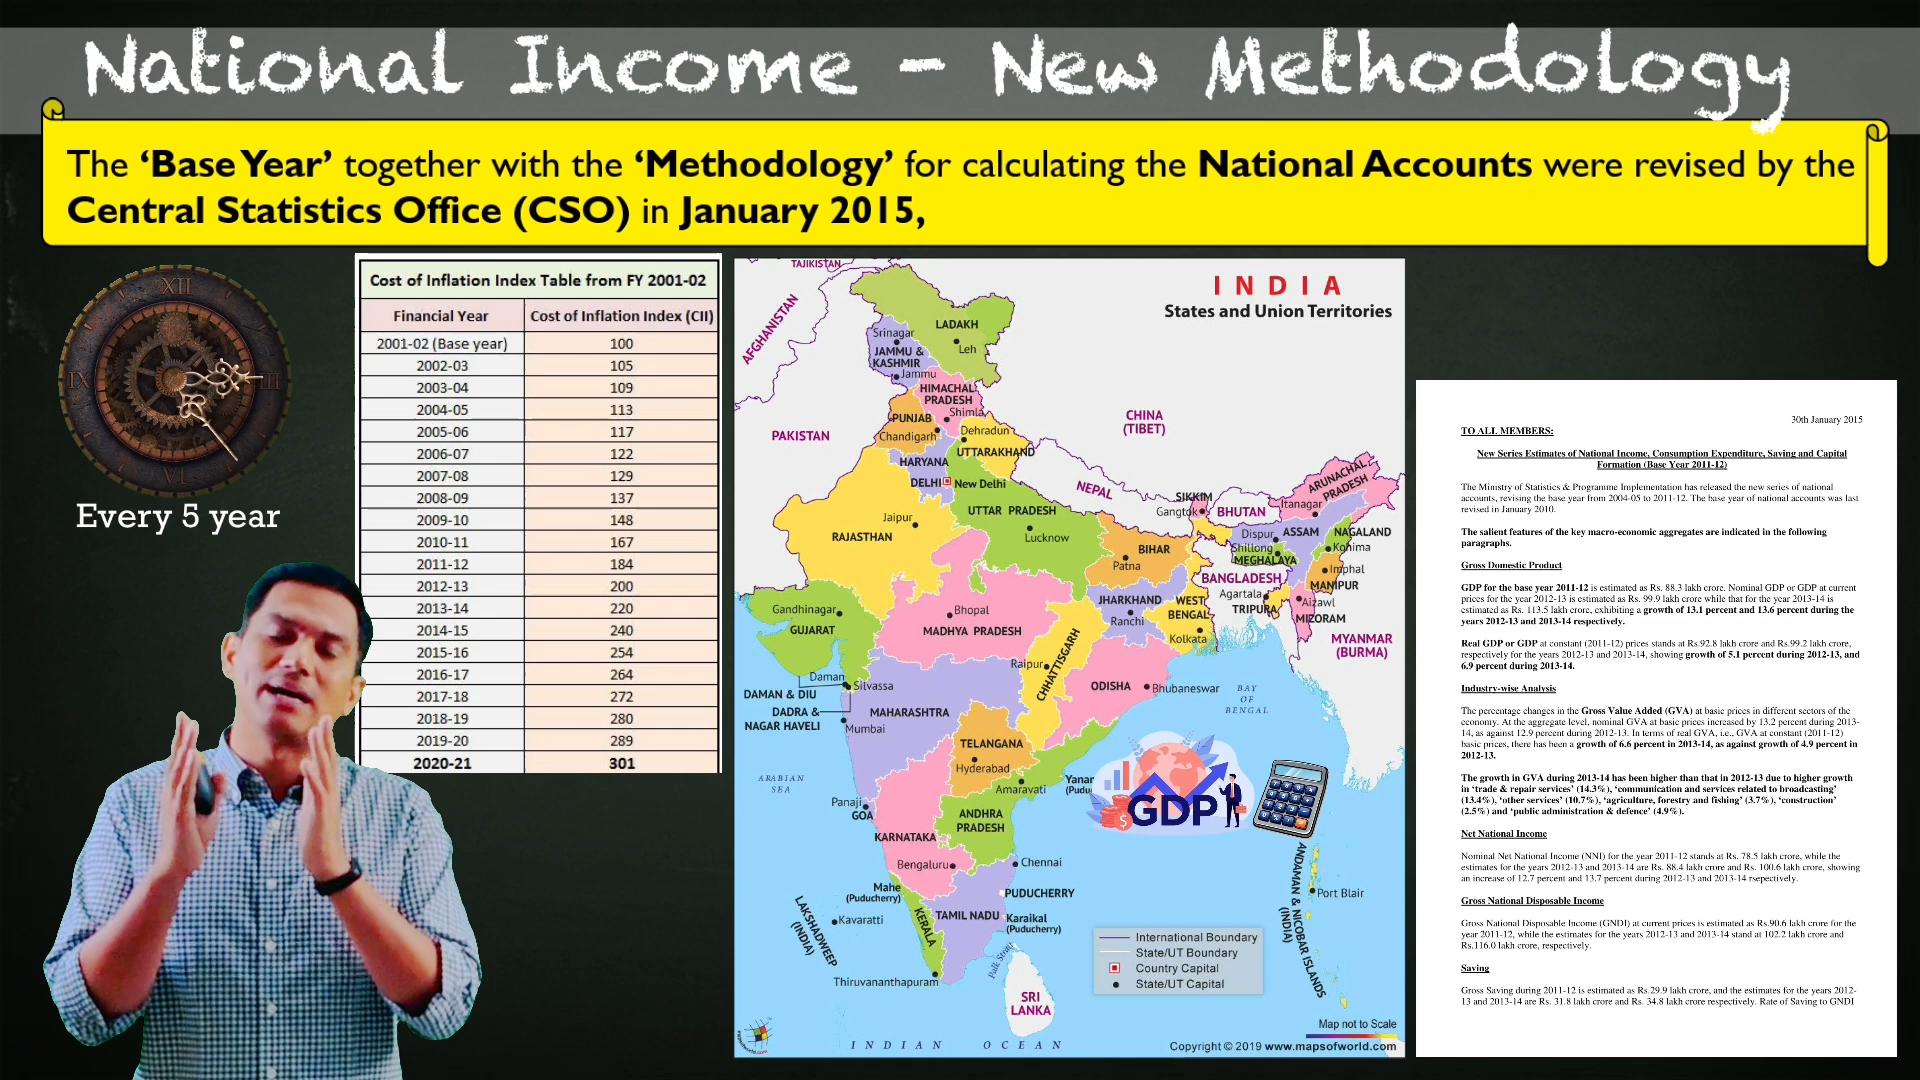 National Income - New Methodology
The ‘Base Year’ together with the ‘Methodology’ for calculating the National Accounts were revised by the
Central Statistics Office (CSO) in January 2015,
XII
III
VI
IX
Every 5 year
Cost of Inflation Index Table from FY 2001-02
Financial Year Cost of Inflation Index (CII)
2001-02 (Base year) 100
2002-03 105
2003-04 109
2004-05 113
2005-06 117
2006-07 122
2007-08 129
2008-09 137
2009-10 148
2010-11 167
2011-12 184
2012-13 200
2013-14 220
2014-15 240
2015-16 254
2016-17 264
2017-18 272
2018-19 280
2019-20 289
2020-21 301
INDIA
States and Union Territories
TAJIKISTAN
AFGHANISTAN
PAKISTAN
CHINA
(TIBET)
NEPAL
BHUTAN
BANGLADESH
MYANMAR
(BURMA)
SRI
LANKA
LADAKH
Leh
Srinagar
JAMMU &
KASHMIR
Jammu
HIMACHAL
PRADESH
Shimla
PUNJAB
Chandigarh
Dehradun
UTTARAKHAND
HARYANA
DELHI
New Delhi
UTTAR PRADESH
Lucknow
Jaipur
RAJASTHAN
BIHAR
Patna
SIKKIM
Gangtok
ARUNACHAL
PRADESH
Itanagar
ASSAM
Dispur
NAGALAND
Kohima
Shillong
MEGHALAYA
Imphal
MANIPUR
Agartala
TRIPURA
Aizawl
MIZORAM
Gandhinagar
GUJARAT
Bhopal
MADHYA PRADESH
JHARKHAND
Ranchi
WEST
BENGAL
Kolkata
Raipur
CHHATTISGARH
ODISHA
Bhubaneswar
Daman
Silvassa
DAMAN & DIU
DADRA &
NAGAR HAVELI
MAHARASHTRA
Mumbai
TELANGANA
Hyderabad
Amaravati
Yanam
(Pudu
ANDHRA
PRADESH
Panaji
GOA
KARNATAKA
Bengaluru
Chennai
Mahe
(Puducherry)
PUDUCHERRY
KERALA
TAMIL NADU
Karaikal
(Puducherry)
Thiruvananthapuram
LAKSHADWEEP
(INDIA)
Kavaratti
ANDAMAN & NICOBAR ISLANDS
(INDIA)
Port Blair
BAY
OF
BENGAL
ARABIAN
SEA
Palk Strait
INDIAN OCEAN
GDP
International Boundary
State/UT Boundary
Country Capital
State/UT Capital
Map not to Scale
Copyright © 2019 www.mapsofworld.com
30th January 2015
TO ALL MEMBERS:
New Series Estimates of National Income, Consumption Expenditure, Saving and Capital
Formation (Base Year 2011-12)
The Ministry of Statistics & Programme Implementation has released the new series of national
accounts, revising the base year from 2004-05 to 2011-12. The base year of national accounts was last
revised in January 2010.
The salient features of the key macro-economic aggregates are indicated in the following
paragraphs.
Gross Domestic Product
GDP for the base year 2011-12 is estimated as Rs. 88.3 lakh crore. Nominal GDP or GDP at current
prices for the year 2012-13 is estimated as Rs. 99.9 lakh crore while that for the year 2013-14 is
estimated as Rs. 113.5 lakh crore, exhibiting a growth of 13.1 percent and 13.6 percent during the
years 2012-13 and 2013-14 respectively.
Real GDP or GDP at constant (2011-12) prices stands at Rs.92.8 lakh crore and Rs.99.2 lakh crore,
respectively for the years 2012-13 and 2013-14, showing growth of 5.1 percent during 2012-13, and
6.9 percent during 2013-14.
Industry-wise Analysis
The percentage changes in the Gross Value Added (GVA) at basic prices in different sectors of the
economy. At the aggregate level, nominal GVA at basic prices increased by 13.2 percent during 2013-
14, as against 12.9 percent during 2012-13. In terms of real GVA, i.e., GVA at constant (2011-12)
basic prices, there has been a growth of 6.6 percent in 2013-14, as against growth of 4.9 percent in
2012-13.
The growth in GVA during 2013-14 has been higher than that in 2012-13 due to higher growth
in ‘trade & repair services’ (14.3%), ‘communication and services related to broadcasting’
(13.4%), ‘other services’ (10.7%), ‘agriculture, forestry and fishing’ (3.7%), ‘construction’
(2.5%) and ‘public administration & defence’ (4.9%).
Net National Income
Nominal Net National Income (NNI) for the year 2011-12 stands at Rs. 78.5 lakh crore, while the
estimates for the years 2012-13 and 2013-14 are Rs. 88.4 lakh crore and Rs. 100.6 lakh crore, showing
an increase of 12.7 percent and 13.7 percent during 2012-13 and 2013-14 rsepectively.
Gross National Disposable Income
Gross National Disposable Income (GNDI) at current prices is estimated as Rs.90.6 lakh crore for the
year 2011-12, while the estimates for the years 2012-13 and 2013-14 stand at 102.2 lakh crore and
Rs.116.0 lakh crore, respectively.
Saving
Gross Saving during 2011-12 is estimated as Rs.29.9 lakh crore, and the estimates for the years 2012-
13 and 2013-14 are Rs. 31.8 lakh crore and Rs. 34.8 lakh crore respectively. Rate of Saving to GNDI